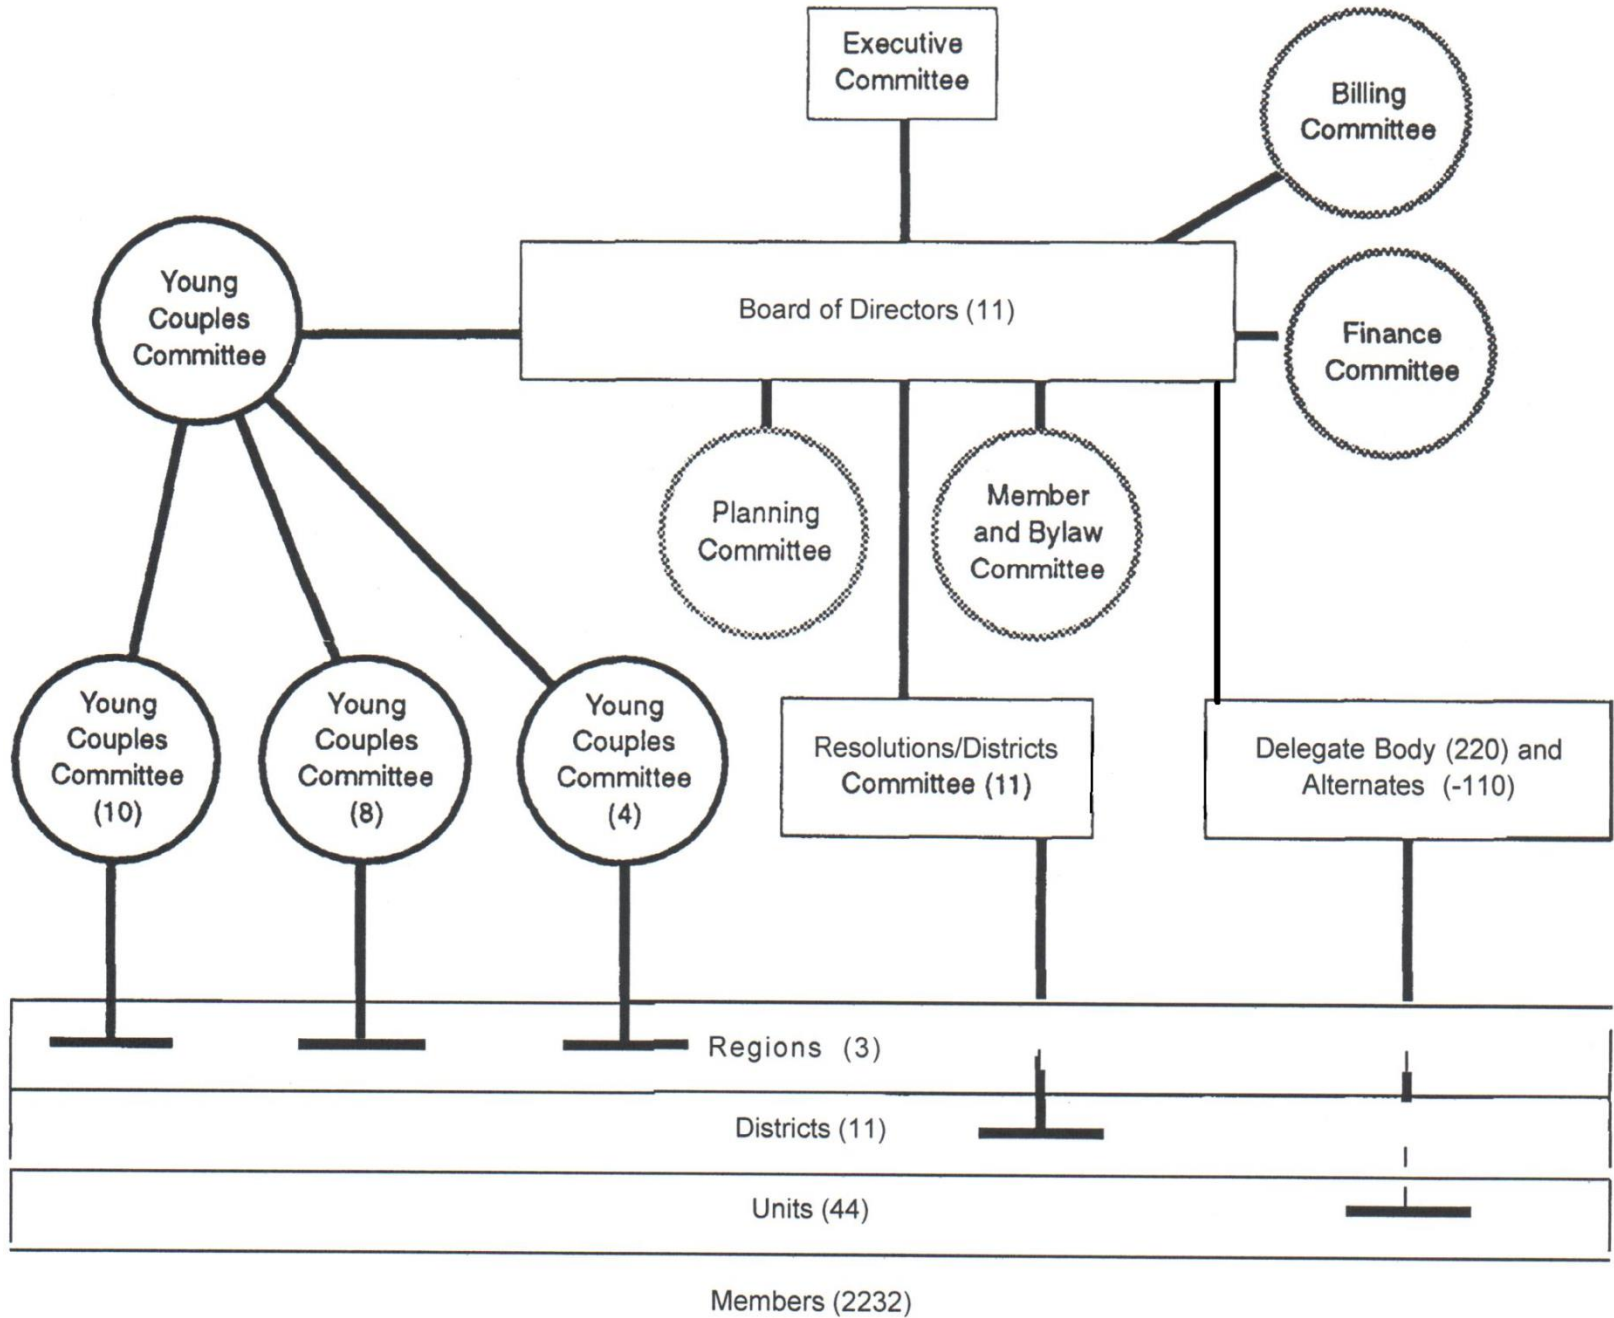 Executive
Committee
Billing
Committee
Young
Couples
Committee
Board of Directors (11)
Finance
Committee
Planning
Committee
Member
and Bylaw
Committee
Young
Couples
Committee
(10)
Young
Couples
Committee
(8)
Young
Couples
Committee
(4)
Resolutions/Districts
Committee (11)
Delegate Body (220) and
Alternates (-110)
Regions (3)
Districts (11)
Units (44)
Members (2232)